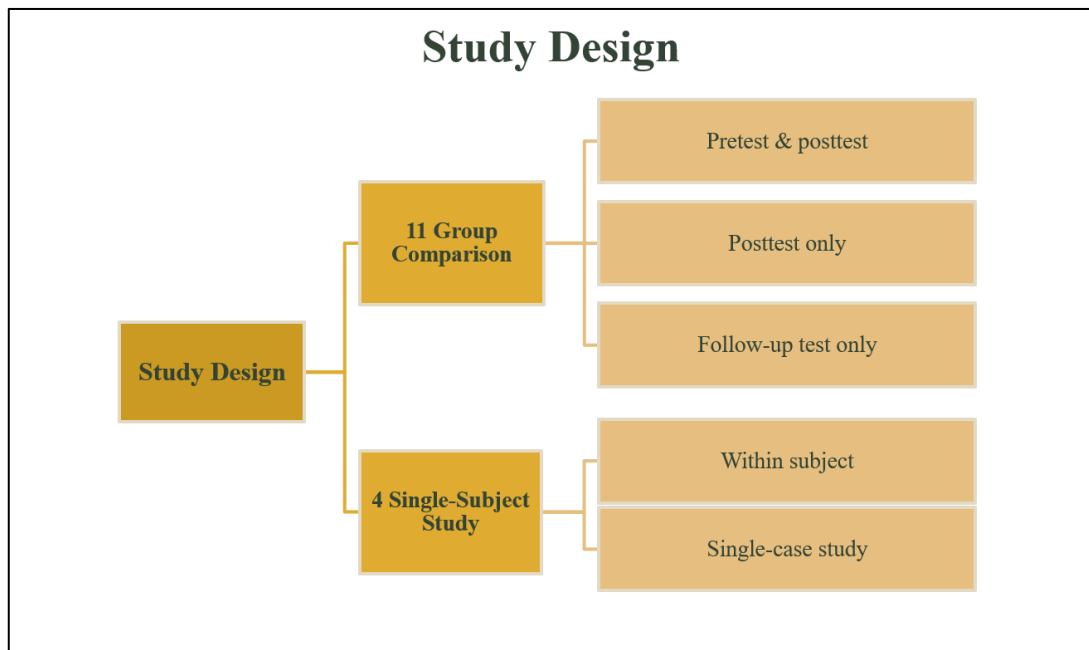 Study Design
Study Design
11 Group
Comparison
Pretest & posttest
Posttest only
Follow-up test only
4 Single-Subject
Study
Within subject
Single-case study